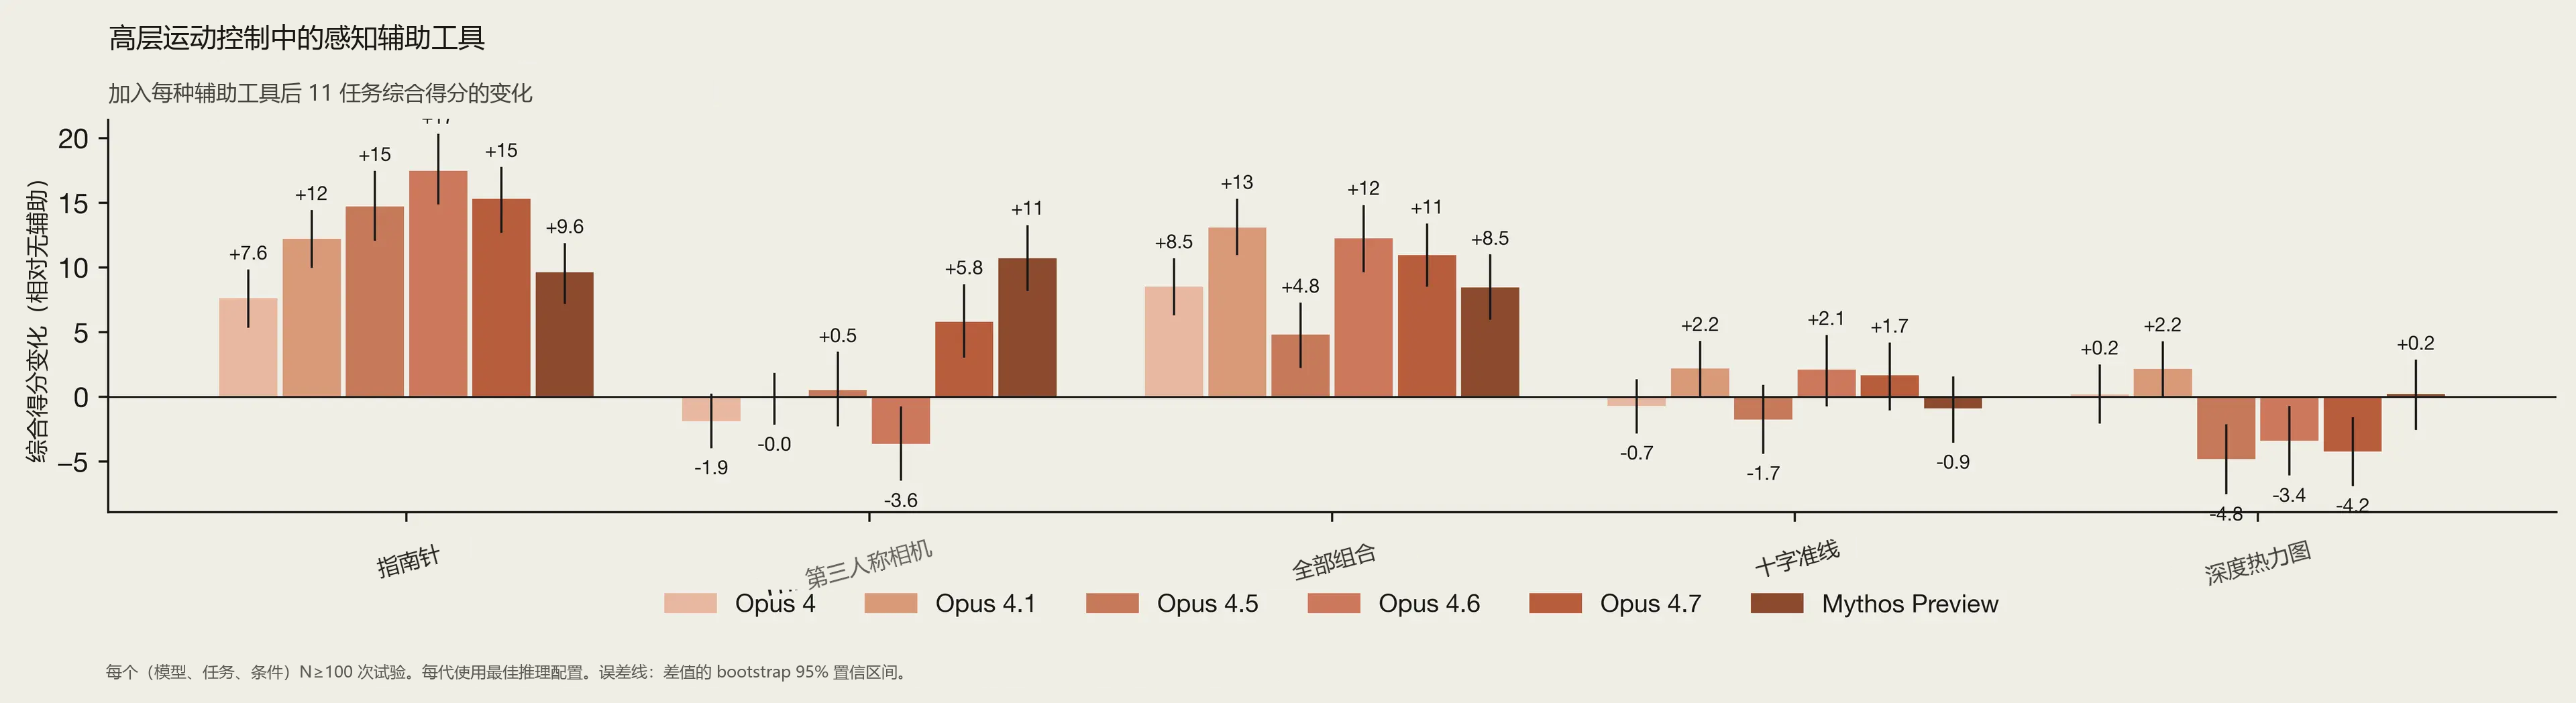 高层运动控制中的感知辅助工具
加入每种辅助工具后 11 任务综合得分的变化
综合得分变化（相对无辅助）
20
15
10
5
0
−5
+7.6
+12
+15
+15
+9.6
-1.9
-0.0
+0.5
-3.6
+5.8
+11
+8.5
+13
+4.8
+12
+11
+8.5
-0.7
+2.2
-1.7
+2.1
+1.7
-0.9
+0.2
+2.2
-4.8
-3.4
-4.2
+0.2
指南针
第三人称相机
全部组合
十字准线
深度热力图
Opus 4
Opus 4.1
Opus 4.5
Opus 4.6
Opus 4.7
Mythos Preview
每个（模型、任务、条件）N≥100 次试验。每代使用最佳推理配置。误差线：差值的 bootstrap 95% 置信区间。